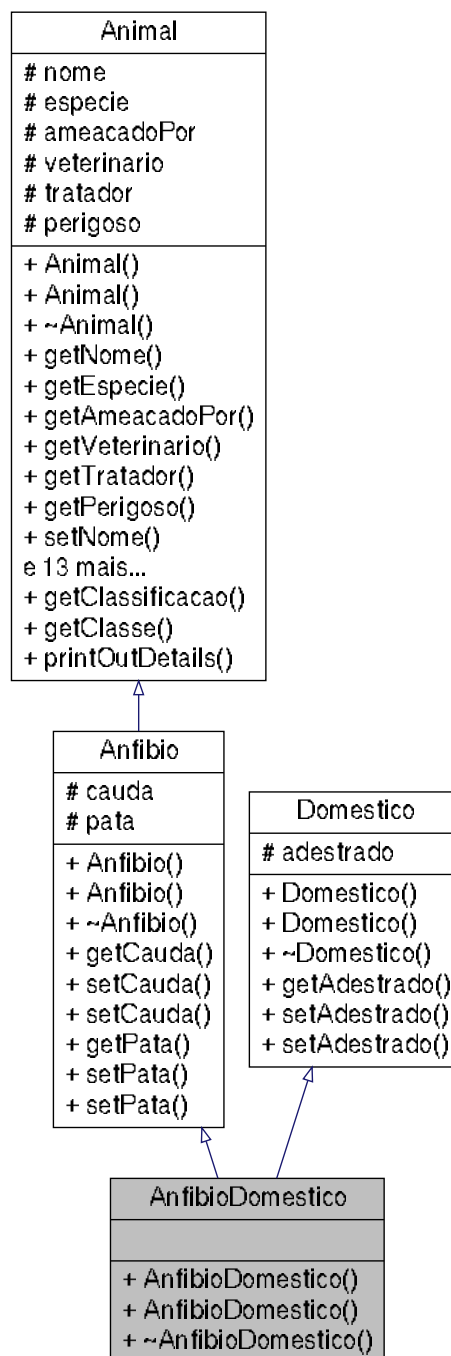 Animal
# nome
# especie
# ameacadoPor
# veterinario
# tratador
# perigoso
+ Animal()
+ Animal()
+ ~Animal()
+ getNome()
+ getEspecie()
+ getAmeacadoPor()
+ getVeterinario()
+ getTratador()
+ getPerigoso()
+ setNome()
e 13 mais...
+ getClassificacao()
+ getClasse()
+ printOutDetails()
Anfibio
# cauda
# pata
+ Anfibio()
+ Anfibio()
+ ~Anfibio()
+ getCauda()
+ setCauda()
+ setCauda()
+ getPata()
+ setPata()
+ setPata()
Domestico
# adestrado
+ Domestico()
+ Domestico()
+ ~Domestico()
+ getAdestrado()
+ setAdestrado()
+ setAdestrado()
AnfibioDomestico
+ AnfibioDomestico()
+ AnfibioDomestico()
+ ~AnfibioDomestico()